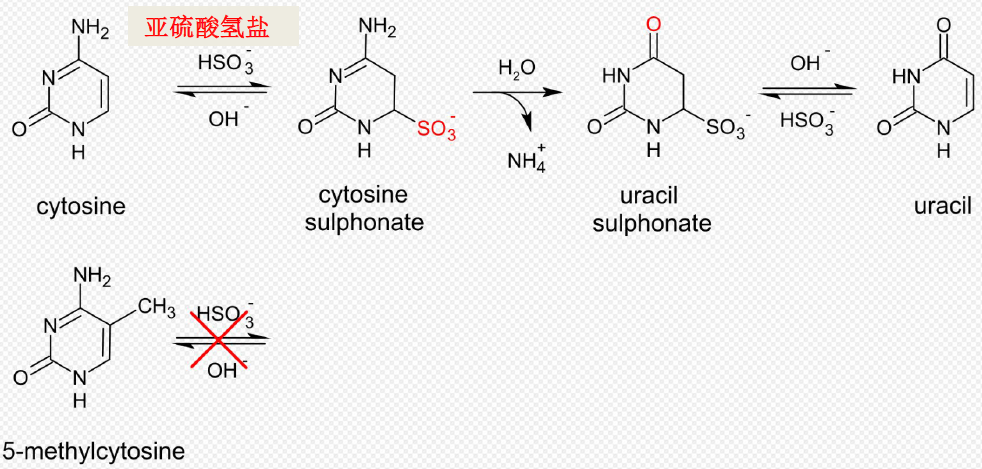 亚硫酸氢盐
NH₂
N
O
N
H
cytosine
HSO₃⁻
OH⁻
NH₂
N
O
NH
H
SO₃⁻
cytosine
sulphonate
H₂O
NH₄⁺
O
HN
O
N
H
SO₃⁻
uracil
sulphonate
OH⁻
HSO₃⁻
O
HN
O
N
H
uracil
NH₂
N
CH₃
O
N
H
5-methylcytosine
HSO₃⁻
OH⁻